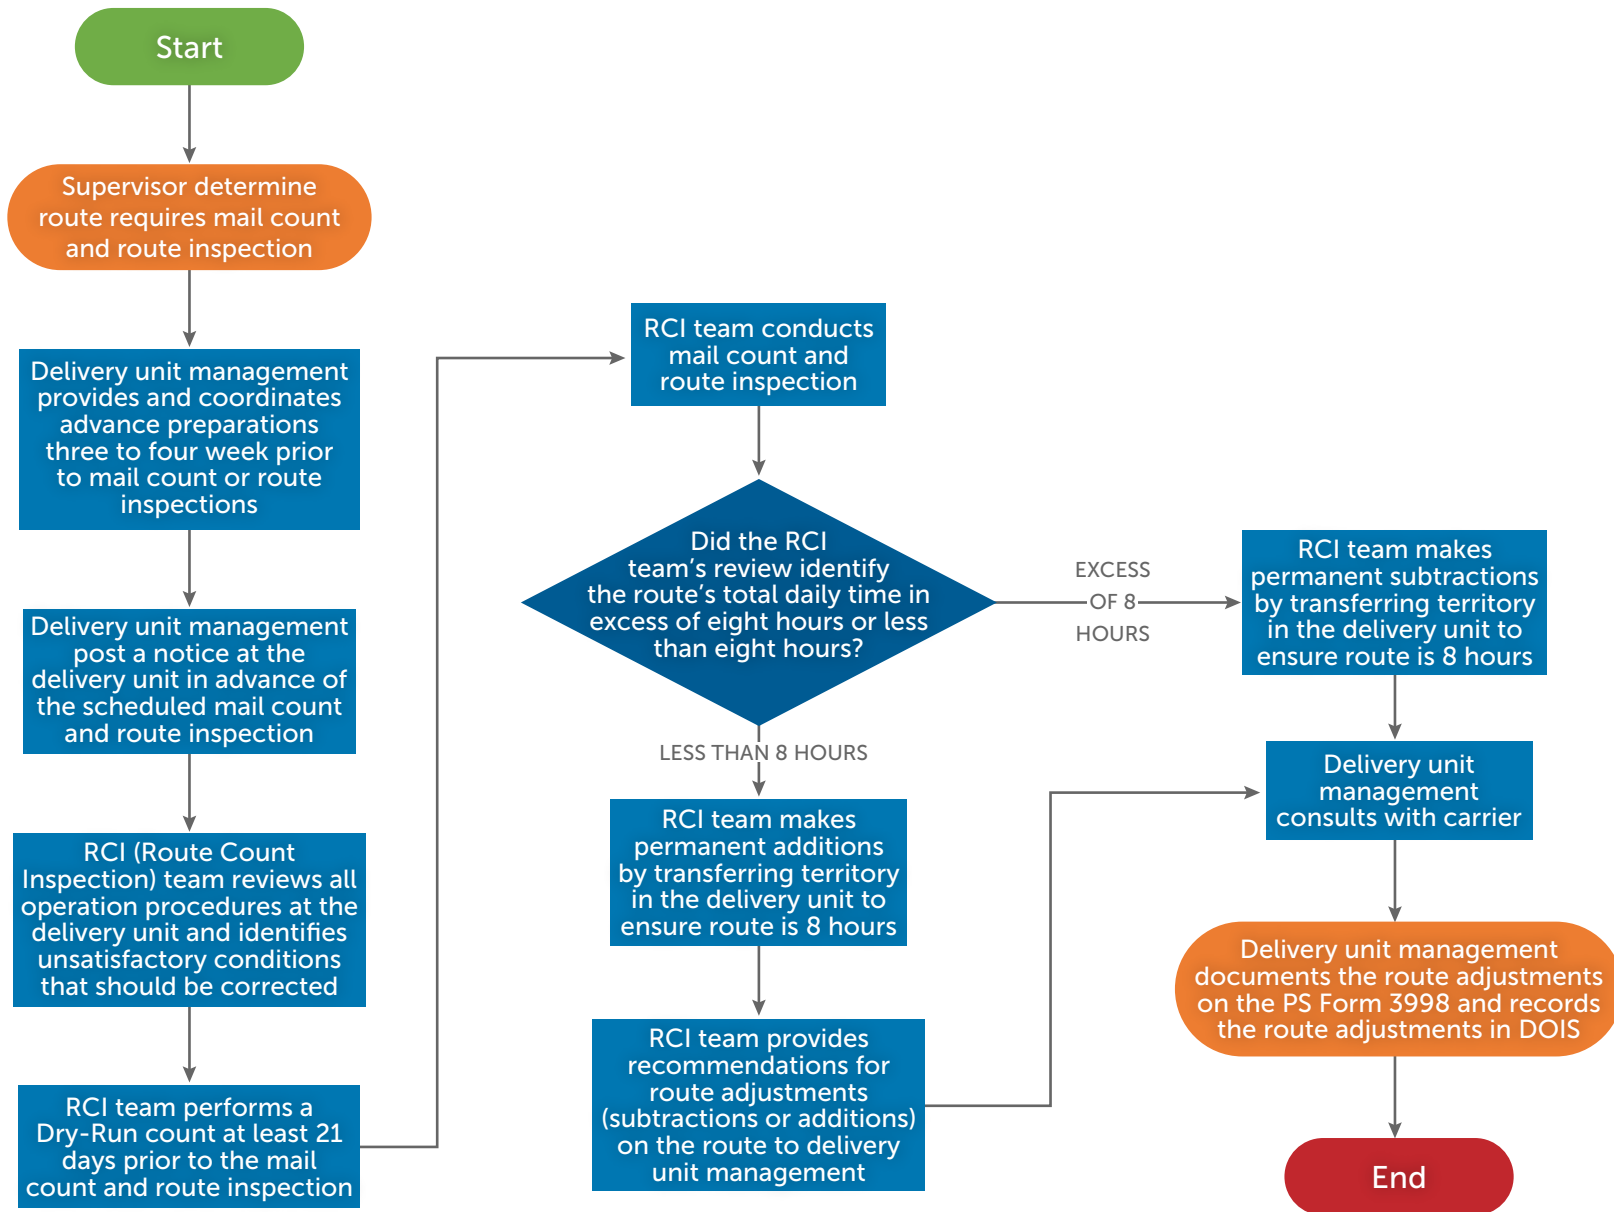 Start
Supervisor determine
route requires mail count
and route inspection
Delivery unit management
provides and coordinates
advance preparations
three to four week prior
to mail count or route
inspections
Delivery unit management
post a notice at the
delivery unit in advance of
the scheduled mail count
and route inspection
RCI (Route Count
Inspection) team reviews all
operation procedures at the
delivery unit and identifies
unsatisfactory conditions
that should be corrected
RCI team performs a
Dry-Run count at least 21
days prior to the mail
count and route inspection
RCI team conducts
mail count and
route inspection
Did the RCI
team’s review identify
the route’s total daily time in
excess of eight hours or less
than eight hours?
LESS THAN 8 HOURS
RCI team makes
permanent additions
by transferring territory
in the delivery unit to
ensure route is 8 hours
RCI team provides
recommendations for
route adjustments
(subtractions or additions)
on the route to delivery
unit management
EXCESS
OF 8
HOURS
RCI team makes
permanent subtractions
by transferring territory
in the delivery unit to
ensure route is 8 hours
Delivery unit
management
consults with carrier
Delivery unit management
documents the route adjustments
on the PS Form 3998 and records
the route adjustments in DOIS
End